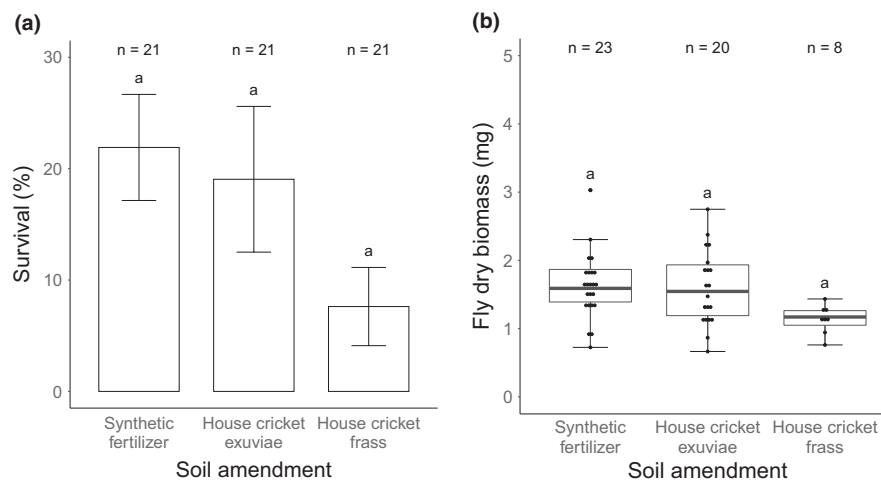 (a)
n = 21 n = 21 n = 21
30
20
10
0
Survival (%)
a
a
a
Synthetic fertilizer
House cricket exuviae
House cricket frass
Soil amendment
(b)
n = 23 n = 20 n = 8
5
4
3
2
1
0
Fly dry biomass (mg)
a
a
a
Synthetic fertilizer
House cricket exuviae
House cricket frass
Soil amendment